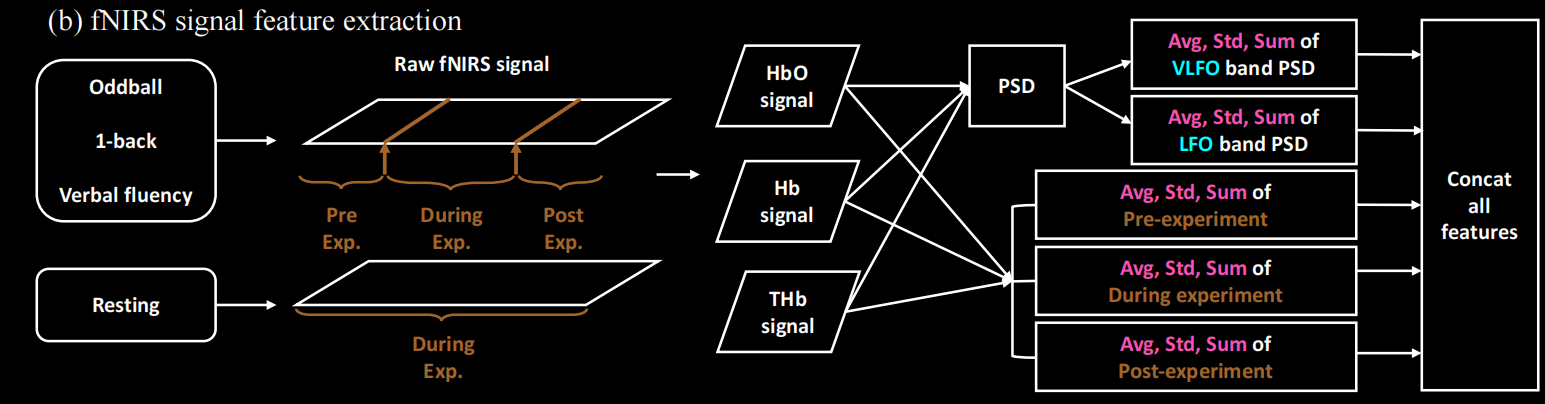 (b) fNIRS signal feature extraction
Oddball
1-back
Verbal fluency
Resting
Raw fNIRS signal
Pre
Exp.
During
Exp.
Post
Exp.
During
Exp.
HbO
signal
Hb
signal
THb
signal
PSD
Avg, Std, Sum of
VLFO band PSD
Avg, Std, Sum of
LFO band PSD
Avg, Std, Sum of
Pre-experiment
Avg, Std, Sum of
During experiment
Avg, Std, Sum of
Post-experiment
Concat
all
features